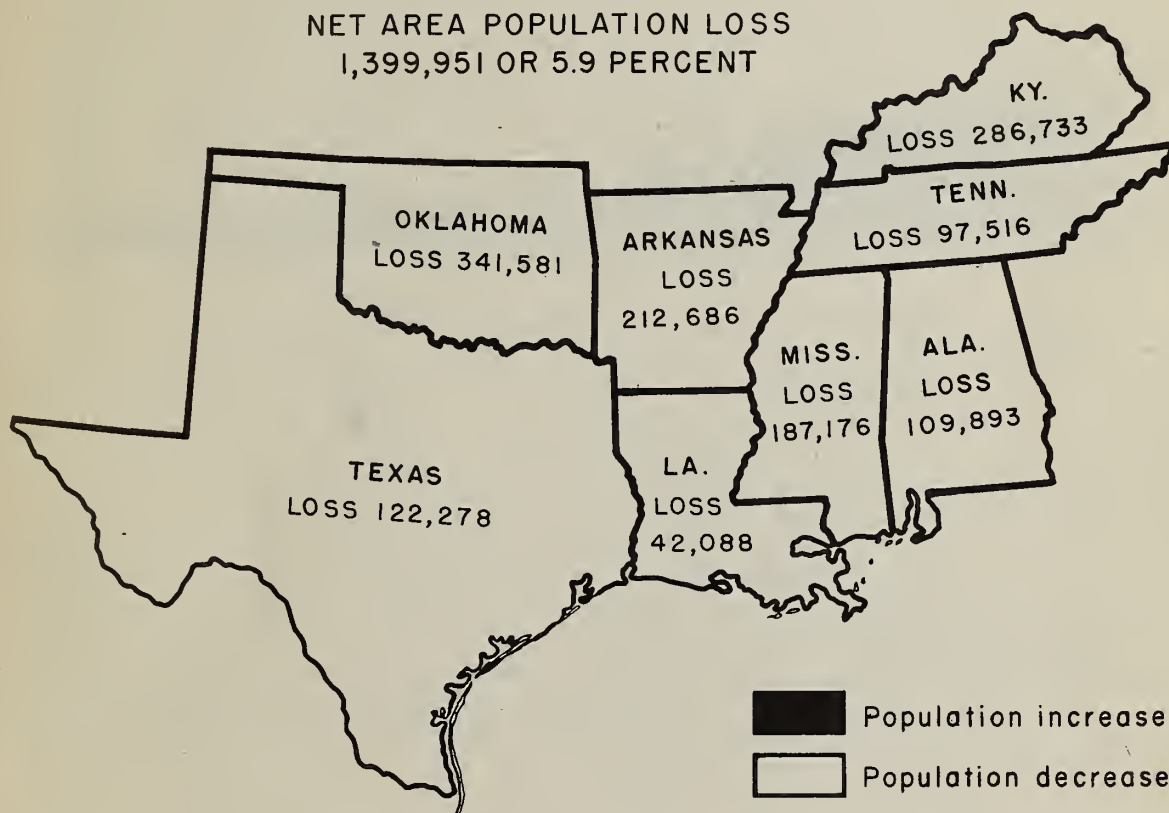 NET AREA POPULATION LOSS
1,399,951 OR 5.9 PERCENT
KY.
LOSS 286,733
TENN.
LOSS 97,516
OKLAHOMA
LOSS 341,581
ARKANSAS
LOSS
212,686
MISS.
LOSS
187,176
ALA.
LOSS
109,893
TEXAS
LOSS 122,278
LA.
LOSS
42,088
Population increase
Population decrease